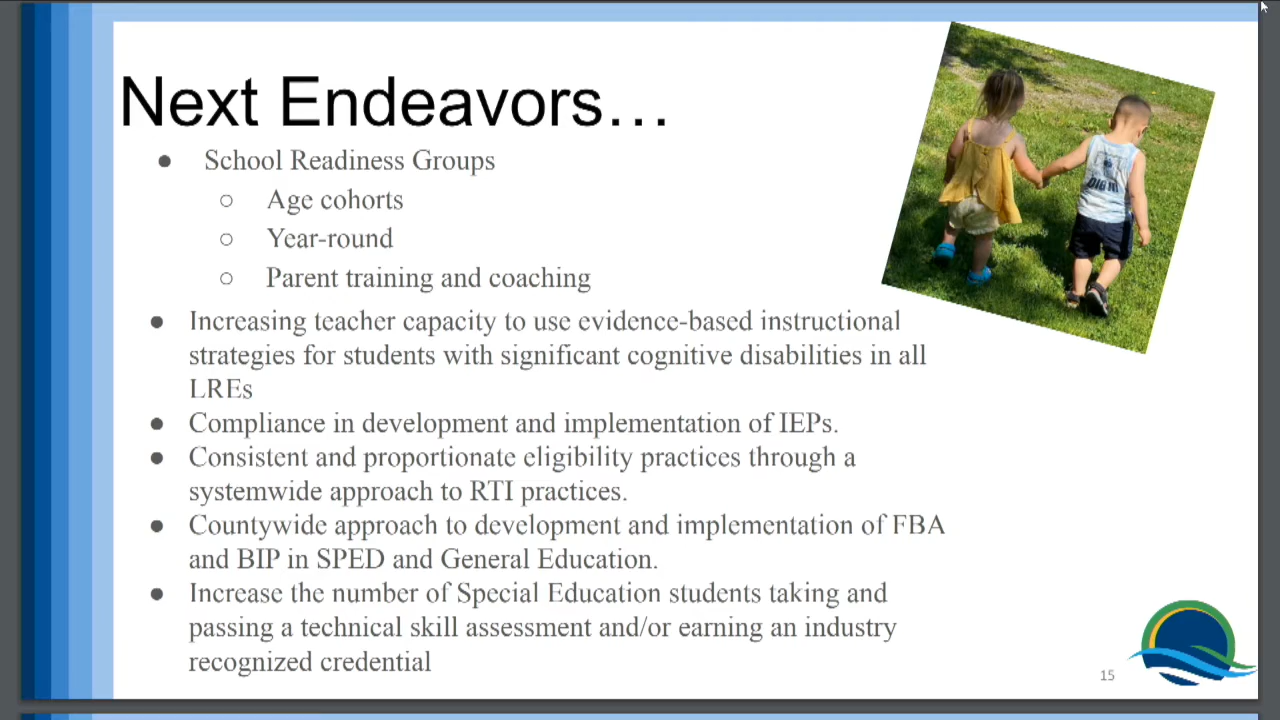 Next Endeavors…
● School Readiness Groups
○ Age cohorts
○ Year-round
○ Parent training and coaching
● Increasing teacher capacity to use evidence-based instructional
strategies for students with significant cognitive disabilities in all
LREs
● Compliance in development and implementation of IEPs.
● Consistent and proportionate eligibility practices through a
systemwide approach to RTI practices.
● Countywide approach to development and implementation of FBA
and BIP in SPED and General Education.
● Increase the number of Special Education students taking and
passing a technical skill assessment and/or earning an industry
recognized credential
15